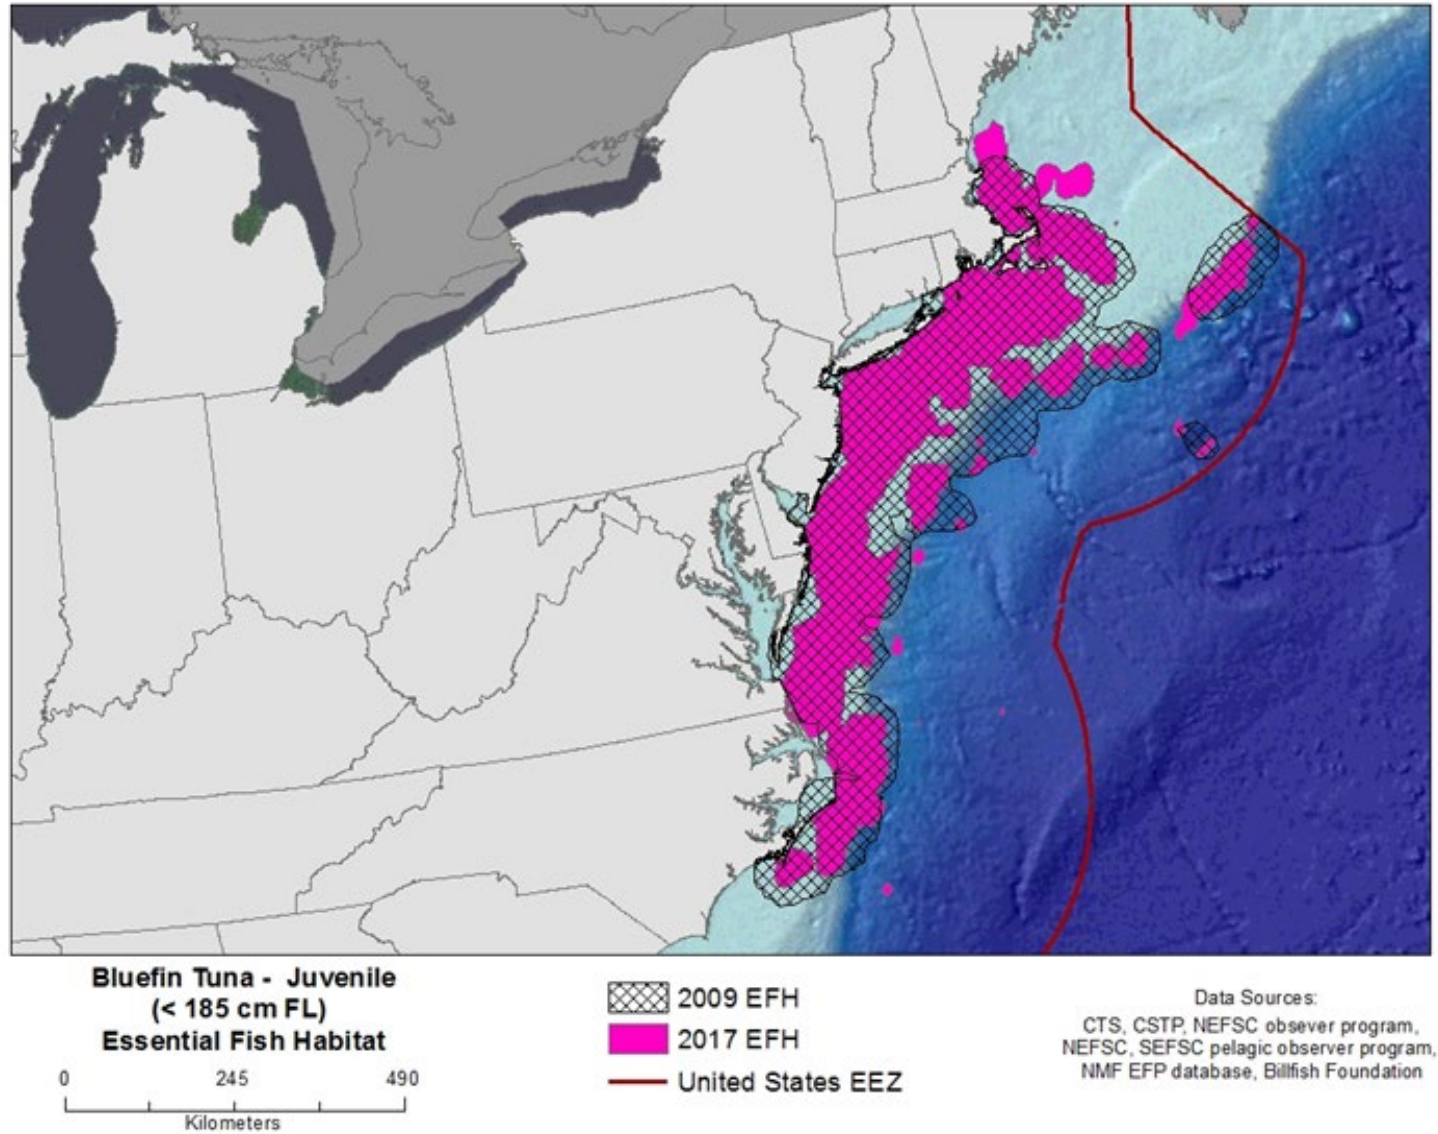 Bluefin Tuna - Juvenile
(< 185 cm FL)
Essential Fish Habitat
0 245 490
Kilometers
2009 EFH
2017 EFH
United States EEZ
Data Sources:
CTS, CSTP, NEFSC obsever program,
NEFSC, SEFSC pelagic observer program,
NMF EFP database, Billfish Foundation